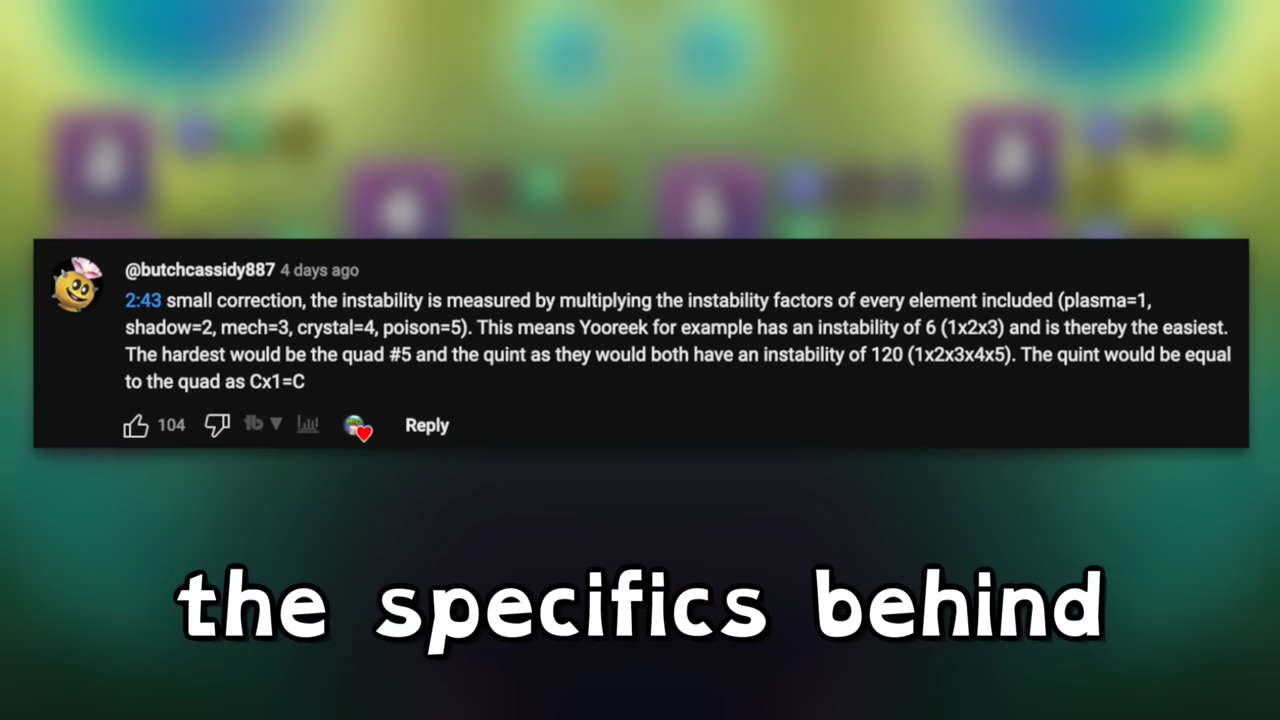 @butchcassidy887 4 days ago
2:43 small correction, the instability is measured by multiplying the instability factors of every element included (plasma=1,
shadow=2, mech=3, crystal=4, poison=5). This means Yooreek for example has an instability of 6 (1x2x3) and is thereby the easiest.
The hardest would be the quad #5 and the quint as they would both have an instability of 120 (1x2x3x4x5). The quint would be equal
to the quad as Cx1=C
104
Reply
the specifics behind